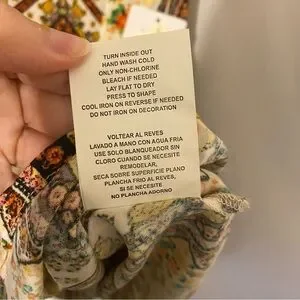 TURN INSIDE OUT
HAND WASH COLD
ONLY NON-CHLORINE
BLEACH IF NEEDED
LAY FLAT TO DRY
PRESS TO SHAPE
COOL IRON ON REVERSE IF NEEDED
DO NOT IRON ON DECORATION
VOLTEAR AL REVES
LAVADO A MANO CON AGUA FRIA
USE SOLO BLANQUEADOR SIN
CLORO CUANDO SE NECESITE
REMODELAR,
SECA SOBRE SUPERFICIE PLANO
PLANCHA FRIO AL REVES,
SI SE NECESITE
NO PLANCHA ADORNO